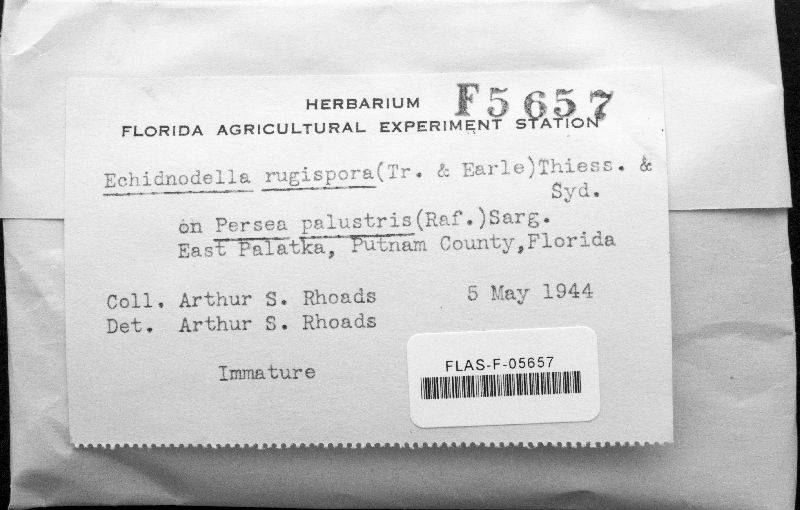 HERBARIUM F5657
FLORIDA AGRICULTURAL EXPERIMENT STATION
Echidnodella rugispora(Tr. & Earle)Thiess. &
Syd.
on Persea palustris(Raf.)Sarg.
East Palatka, Putnam County,Florida
Coll. Arthur S. Rhoads 5 May 1944
Det. Arthur S. Rhoads
Immature
FLAS-F-05657